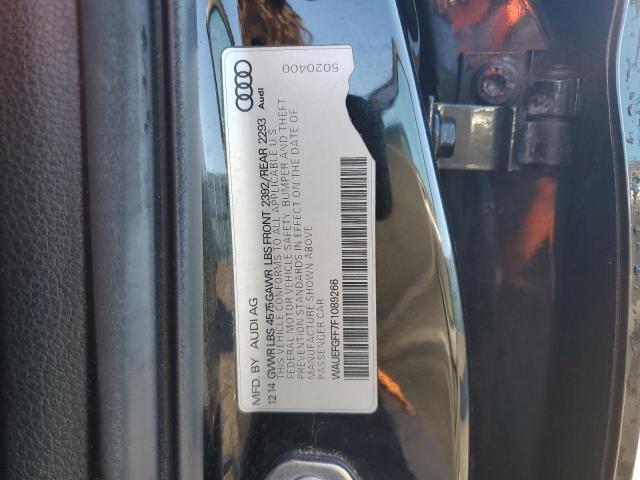 MFD. BY AUDI AG
12 14 GVWR LBS 4575 GAWR LBS FRONT 2392/REAR 2293
THIS VEHICLE CONFORMS TO ALL APPLICABLE U S
FEDERAL MOTOR VEHICLE SAFETY, BUMPER AND THEFT
PREVENTION STANDARDS IN EFFECT ON THE DATE OF
MANUFACTURE SHOWN ABOVE
PASSENGER CAR
WAUEFGFF7F1089266
Audi
5020400